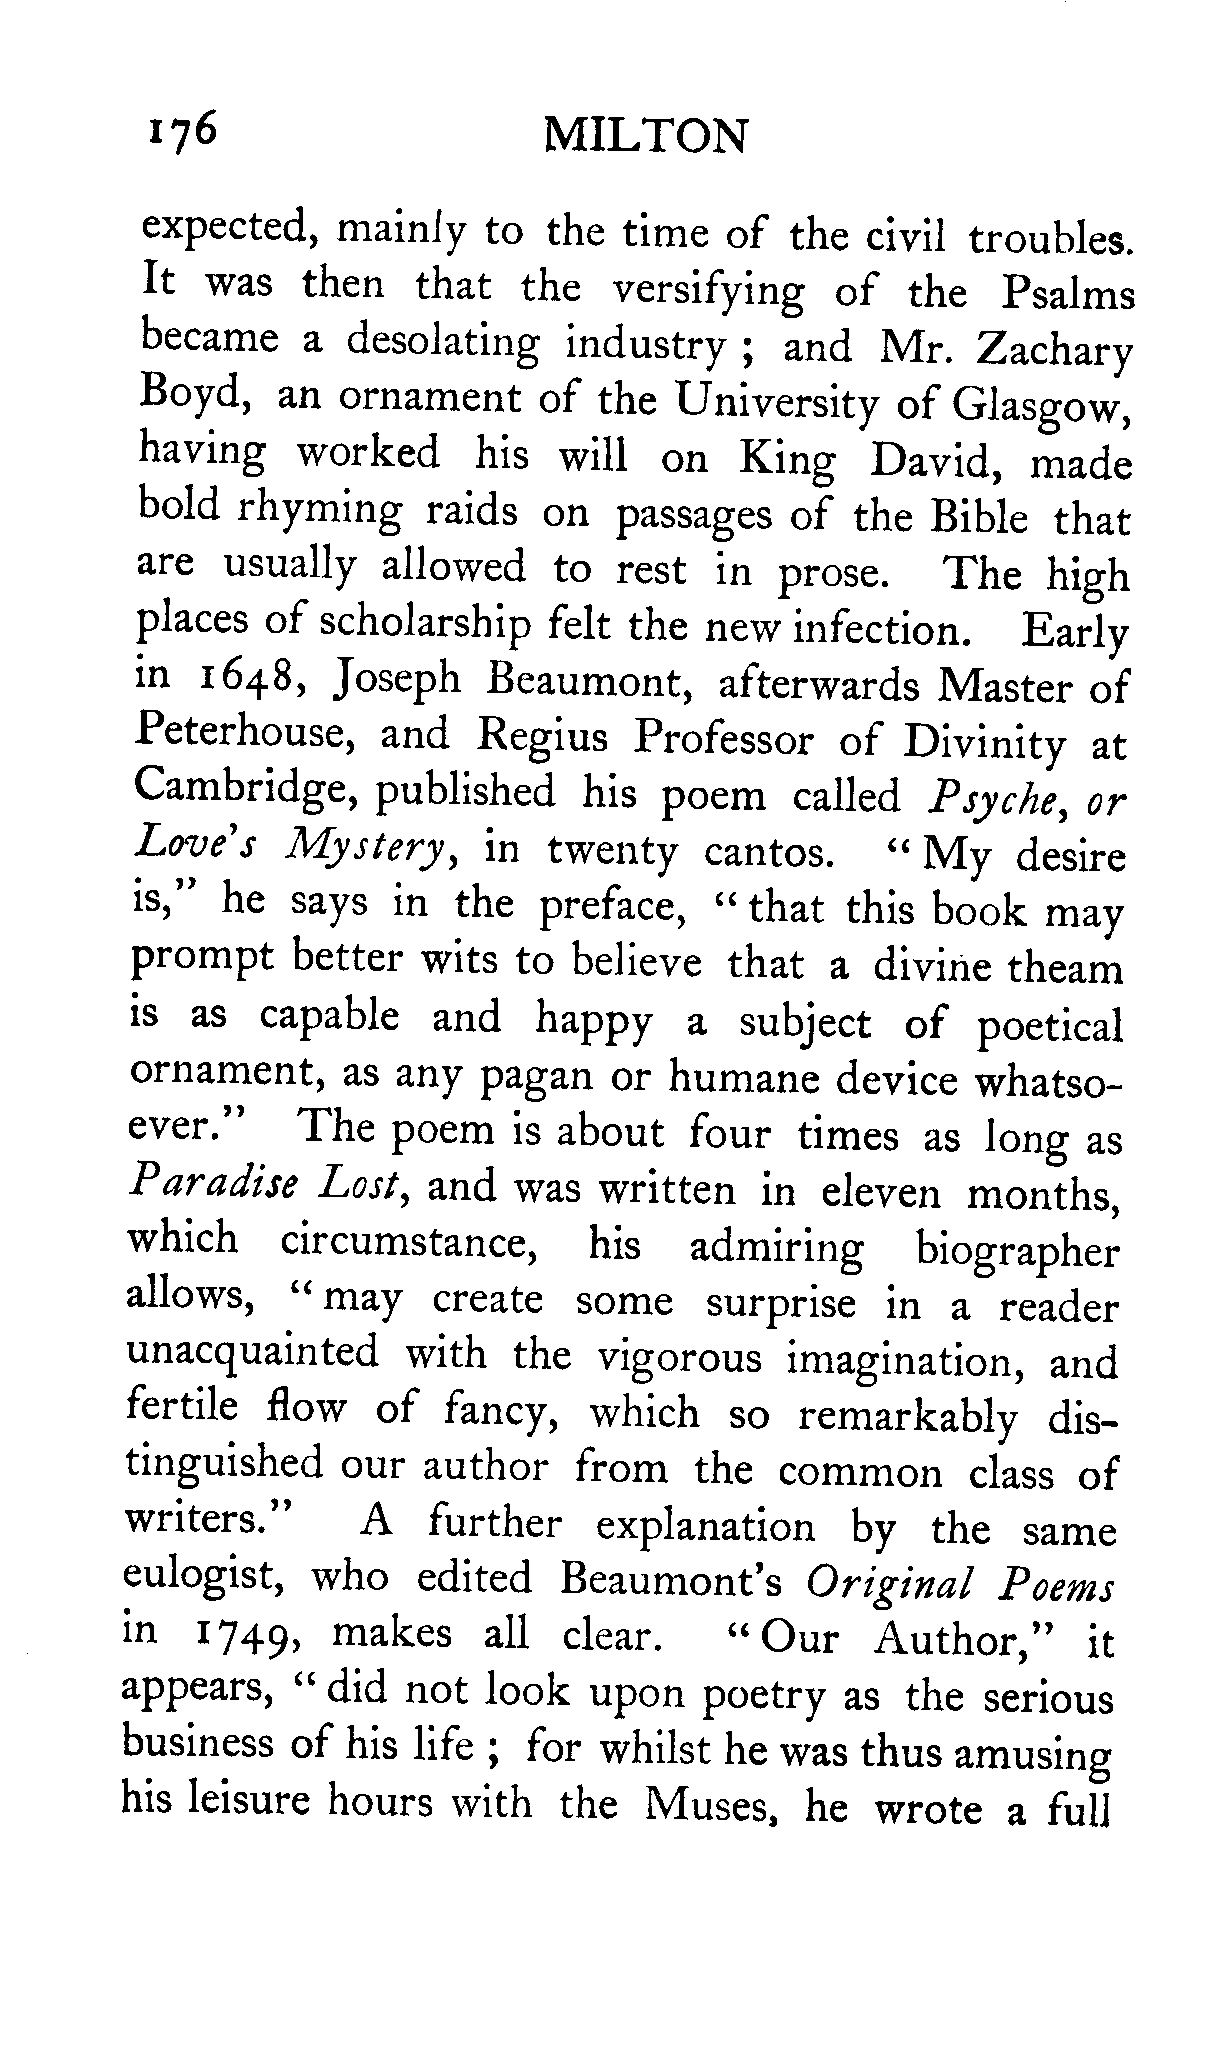 176 MILTON
expected, mainly to the time of the civil troubles.
It was then that the versifying of the Psalms
became a desolating industry ; and Mr. Zachary
Boyd, an ornament of the University of Glasgow,
having worked his will on King David, made
bold rhyming raids on passages of the Bible that
are usually allowed to rest in prose. The high
places of scholarship felt the new infection. Early
in 1648, Joseph Beaumont, afterwards Master of
Peterhouse, and Regius Professor of Divinity at
Cambridge, published his poem called Psyche, or
Love's Mystery, in twenty cantos. “ My desire
is,” he says in the preface, “ that this book may
prompt better wits to believe that a divine theam
is as capable and happy a subject of poetical
ornament, as any pagan or humane device whatso-
ever.” The poem is about four times as long as
Paradise Lost, and was written in eleven months,
which circumstance, his admiring biographer
allows, “ may create some surprise in a reader
unacquainted with the vigorous imagination, and
fertile flow of fancy, which so remarkably dis-
tinguished our author from the common class of
writers.” A further explanation by the same
eulogist, who edited Beaumont's Original Poems
in 1749, makes all clear. “ Our Author,” it
appears, “ did not look upon poetry as the serious
business of his life ; for whilst he was thus amusing
his leisure hours with the Muses, he wrote a full